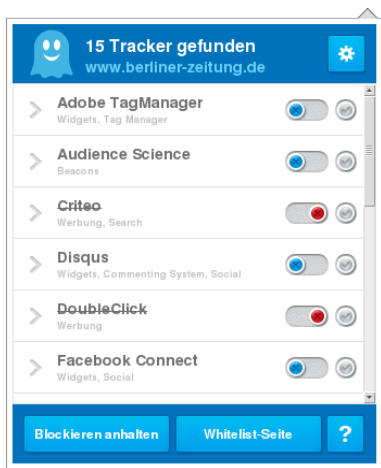 15 Tracker gefunden
www.berliner-zeitung.de
Adobe TagManager
Widgets, Tag Manager
Audience Science
Beacons
Criteo
Werbung, Search
Disqus
Widgets, Commenting System, Social
DoubleClick
Werbung
Facebook Connect
Widgets, Social
Blockieren anhalten
Whitelist-Seite
?